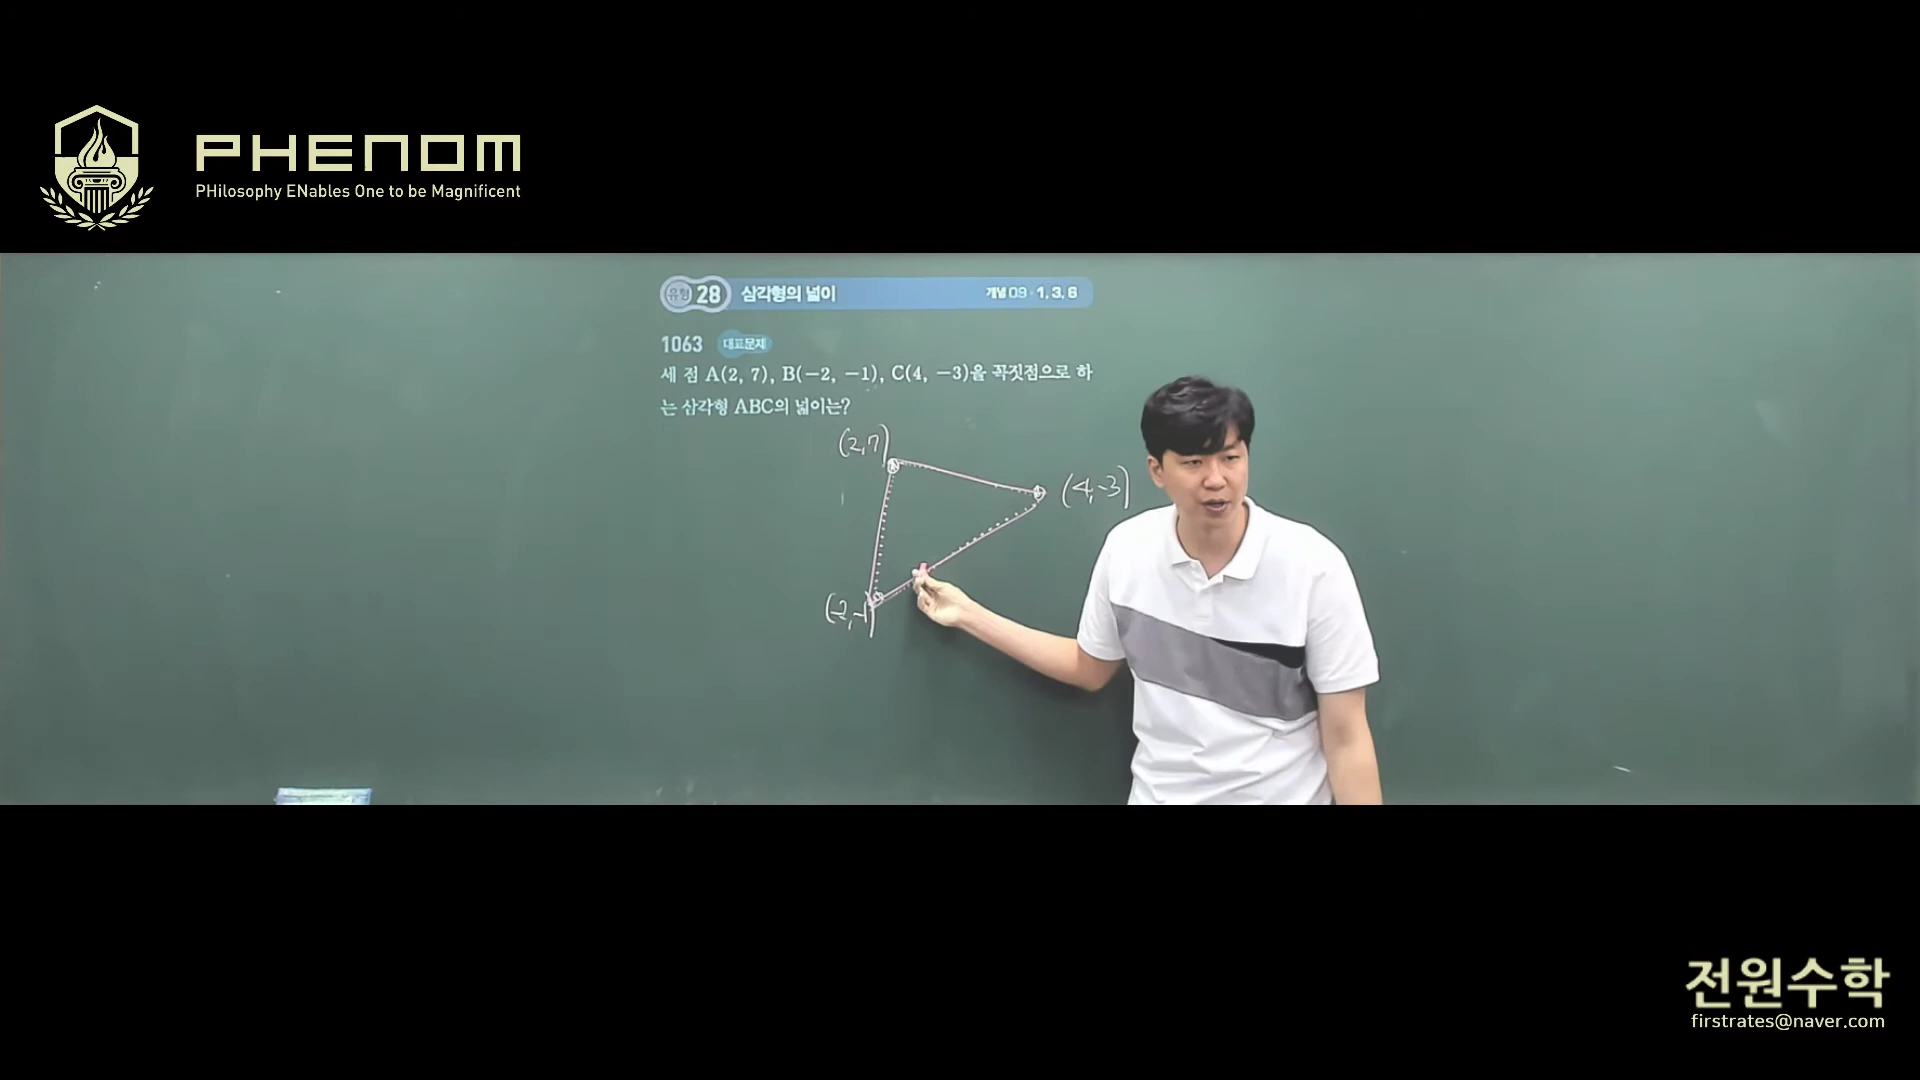 PHENOM
PHilosophy ENables One to be Magnificent
유형 28 삼각형의 넓이 개념 09 · 1, 3, 6
1063 대표문제
세 점 A(2, 7), B(−2, −1), C(4, −3)을 꼭짓점으로 하
는 삼각형 ABC의 넓이는?
(2,7)
(4,-3)
(-2,-1)
전원수학
firstrates@naver.com